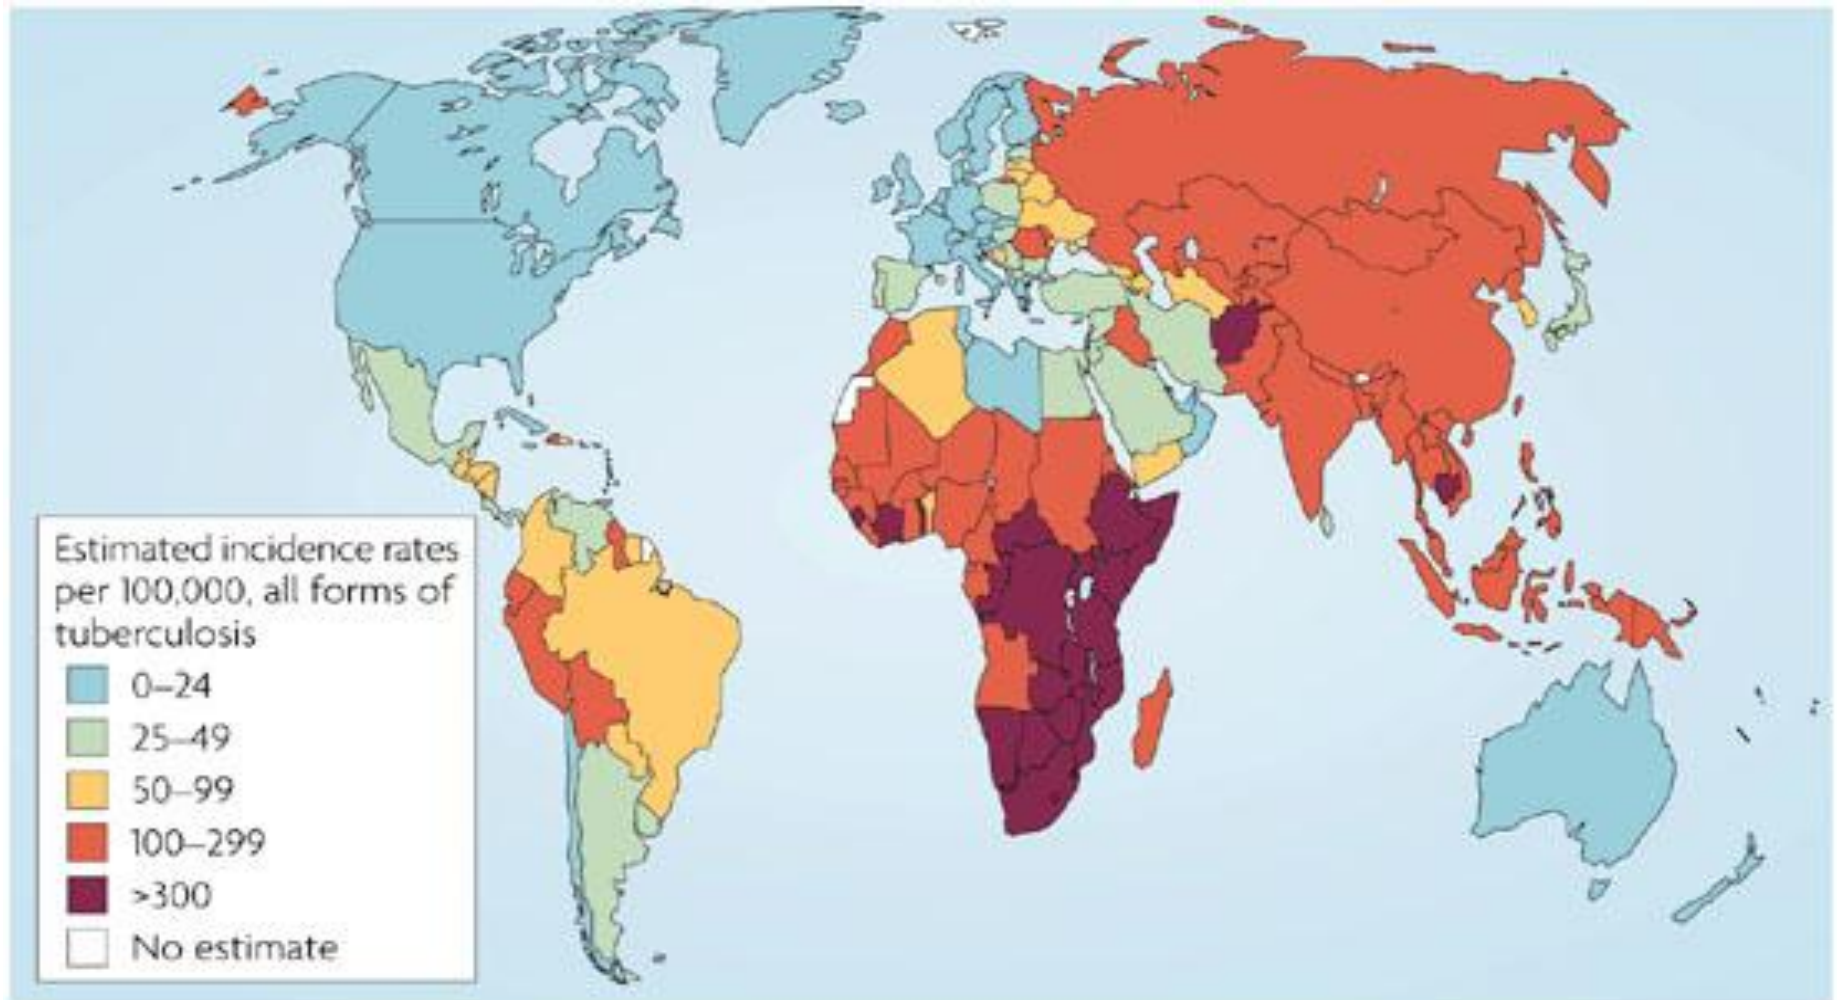 Estimated incidence rates
per 100,000, all forms of
tuberculosis
0–24
25–49
50–99
100–299
>300
No estimate